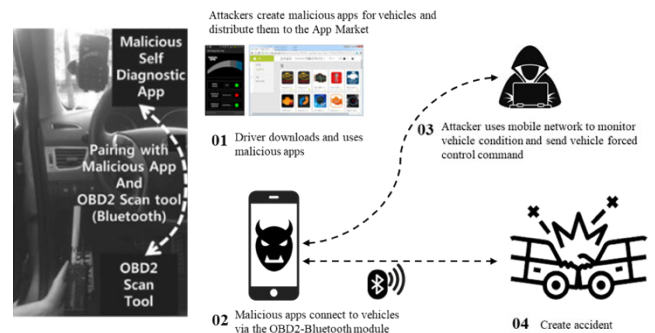 Malicious
Self
Diagnostic
App
Pairing with
Malicious App
And
OBD2 Scan tool
(Bluetooth)
OBD2
Scan
Tool
Attackers create malicious apps for vehicles and
distribute them to the App Market
01 Driver downloads and uses
malicious apps
02 Malicious apps connect to vehicles
via the OBD2-Bluetooth module
03 Attacker uses mobile network to monitor
vehicle condition and send vehicle forced
control command
04 Create accident